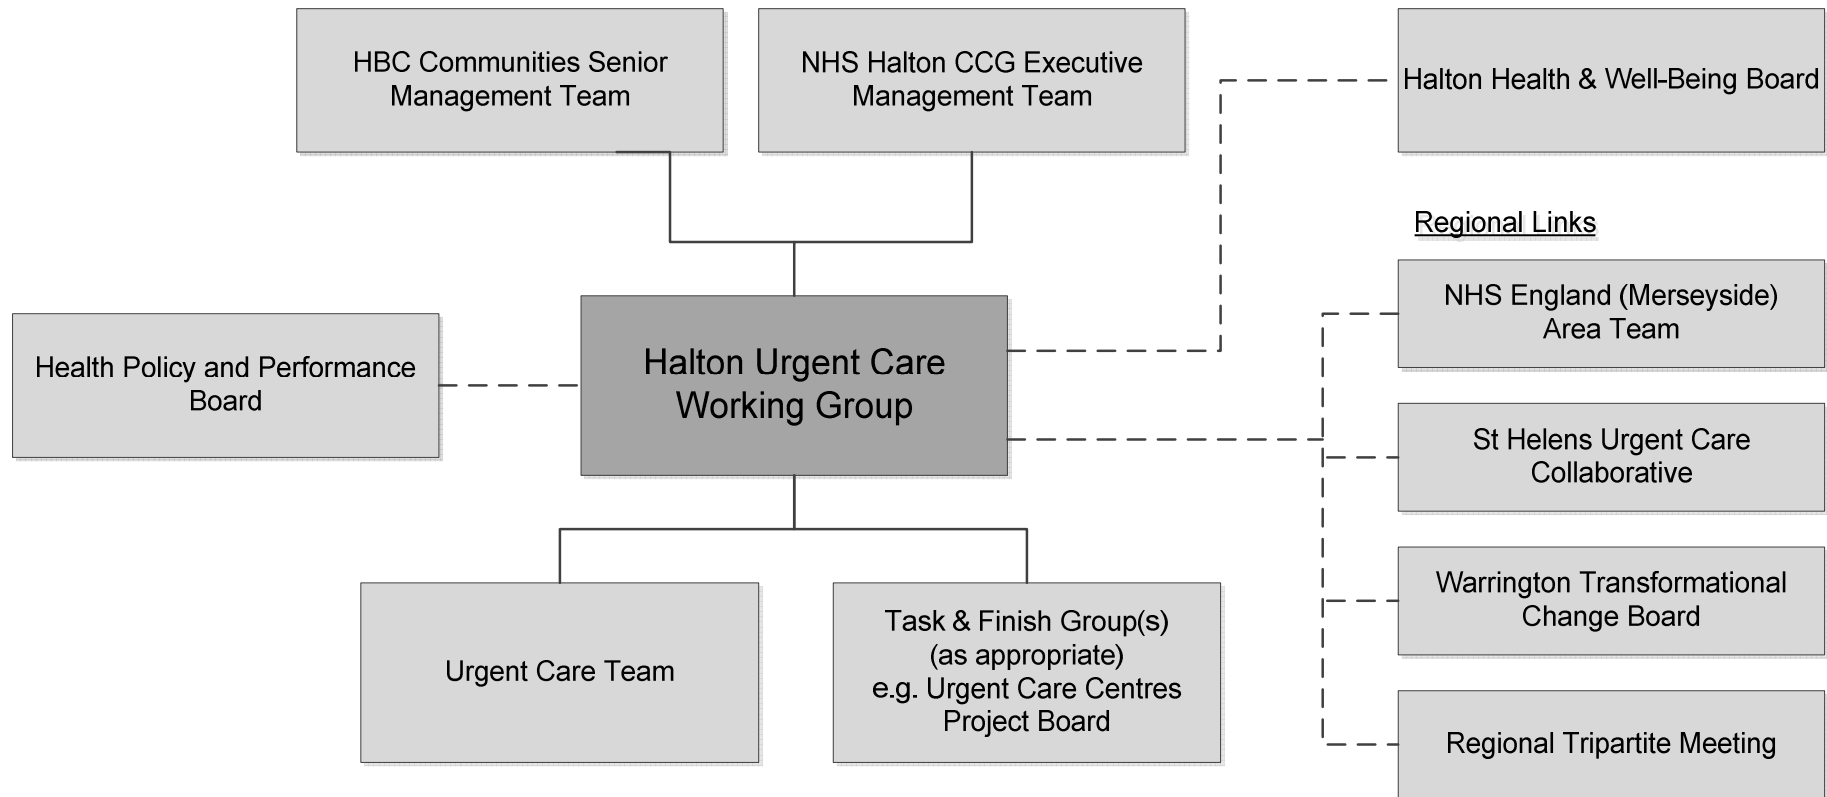 HBC Communities Senior
Management Team
NHS Halton CCG Executive
Management Team
Halton Health & Well-Being Board
Regional Links
NHS England (Merseyside)
Area Team
Health Policy and Performance
Board
Halton Urgent Care
Working Group
St Helens Urgent Care
Collaborative
Warrington Transformational
Change Board
Urgent Care Team
Task & Finish Group(s)
(as appropriate)
e.g. Urgent Care Centres
Project Board
Regional Tripartite Meeting